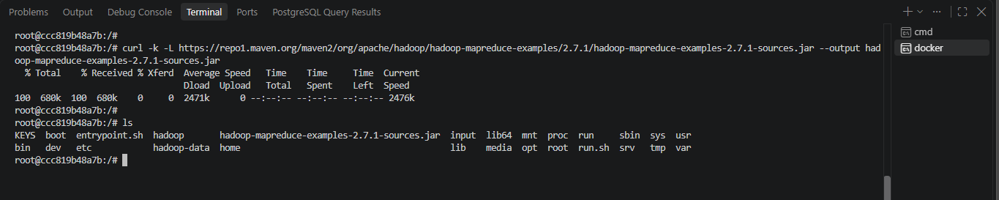 Problems Output Debug Console Terminal Ports PostgreSQL Query Results
root@ccc819b48a7b:/#
root@ccc819b48a7b:/# curl -k -L https://repo1.maven.org/maven2/org/apache/hadoop/hadoop-mapreduce-examples/2.7.1/hadoop-mapreduce-examples-2.7.1-sources.jar --output had
oop-mapreduce-examples-2.7.1-sources.jar
% Total % Received % Xferd Average Speed Time Time Time Current
Dload Upload Total Spent Left Speed
100 680k 100 680k 0 0 2471k 0 --:--:-- --:--:-- --:--:-- 2476k
root@ccc819b48a7b:/#
root@ccc819b48a7b:/# ls
KEYS boot entrypoint.sh hadoop hadoop-mapreduce-examples-2.7.1-sources.jar input lib64 mnt proc run sbin sys usr
bin dev etc hadoop-data home lib media opt root run.sh srv tmp var
root@ccc819b48a7b:/#
cmd
docker